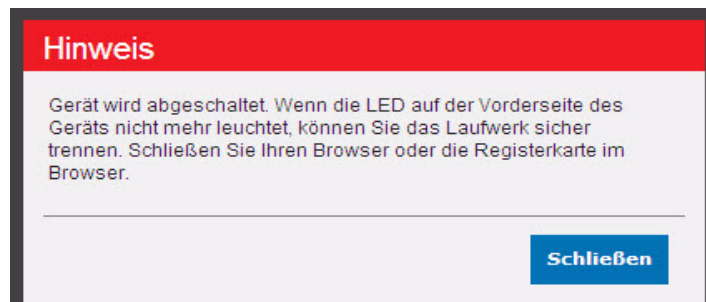 Hinweis
Gerät wird abgeschaltet. Wenn die LED auf der Vorderseite des
Geräts nicht mehr leuchtet, können Sie das Laufwerk sicher
trennen. Schließen Sie Ihren Browser oder die Registerkarte im
Browser.
Schließen